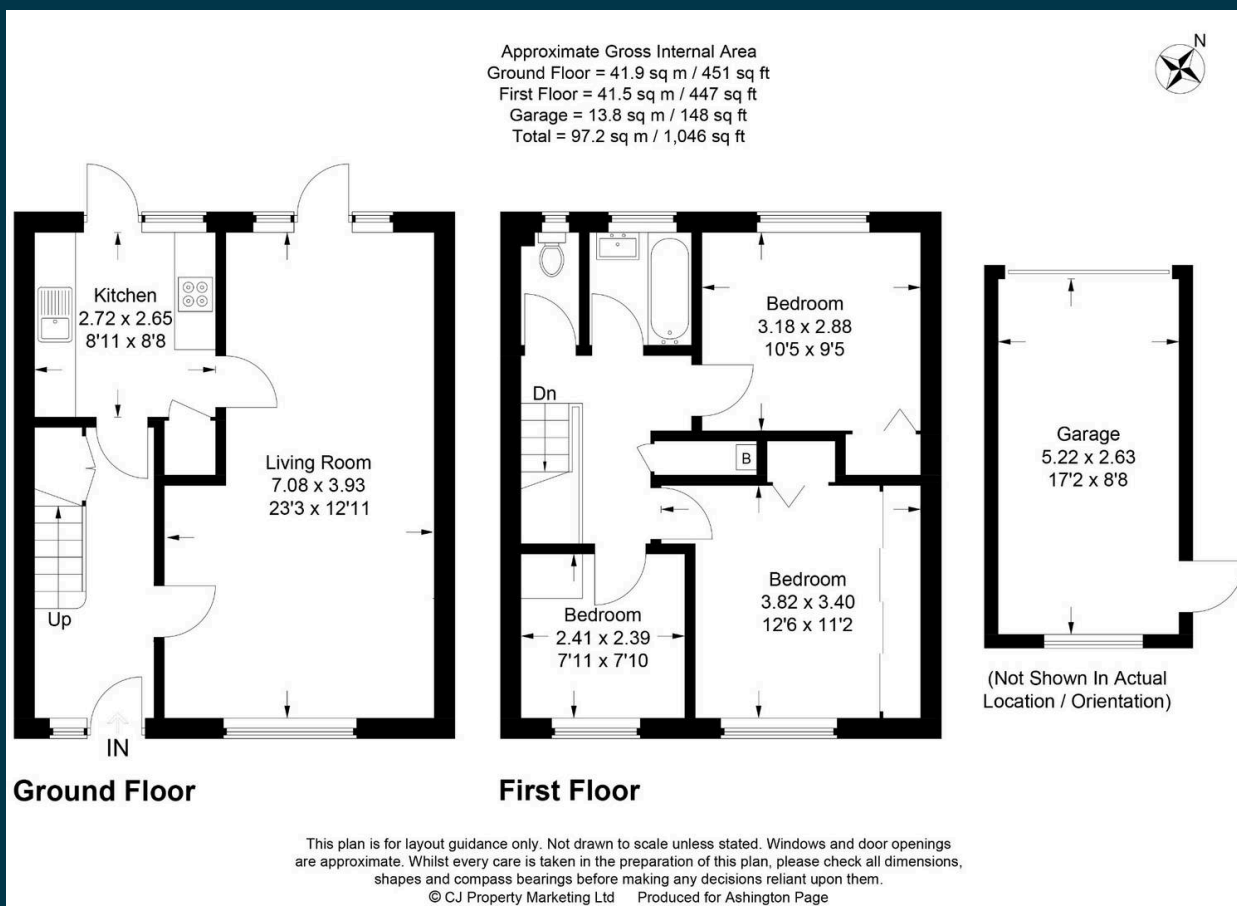 Approximate Gross Internal Area
Ground Floor = 41.9 sq m / 451 sq ft
First Floor = 41.5 sq m / 447 sq ft
Garage = 13.8 sq m / 148 sq ft
Total = 97.2 sq m / 1,046 sq ft
N
Kitchen
2.72 x 2.65
8'11 x 8'8
Living Room
7.08 x 3.93
23'3 x 12'11
Up
IN
Ground Floor
Dn
B
Bedroom
3.18 x 2.88
10'5 x 9'5
Bedroom
2.41 x 2.39
7'11 x 7'10
Bedroom
3.82 x 3.40
12'6 x 11'2
First Floor
Garage
5.22 x 2.63
17'2 x 8'8
(Not Shown In Actual
Location / Orientation)
This plan is for layout guidance only. Not drawn to scale unless stated. Windows and door openings
are approximate. Whilst every care is taken in the preparation of this plan, please check all dimensions,
shapes and compass bearings before making any decisions reliant upon them.
© CJ Property Marketing Ltd Produced for Ashington Page